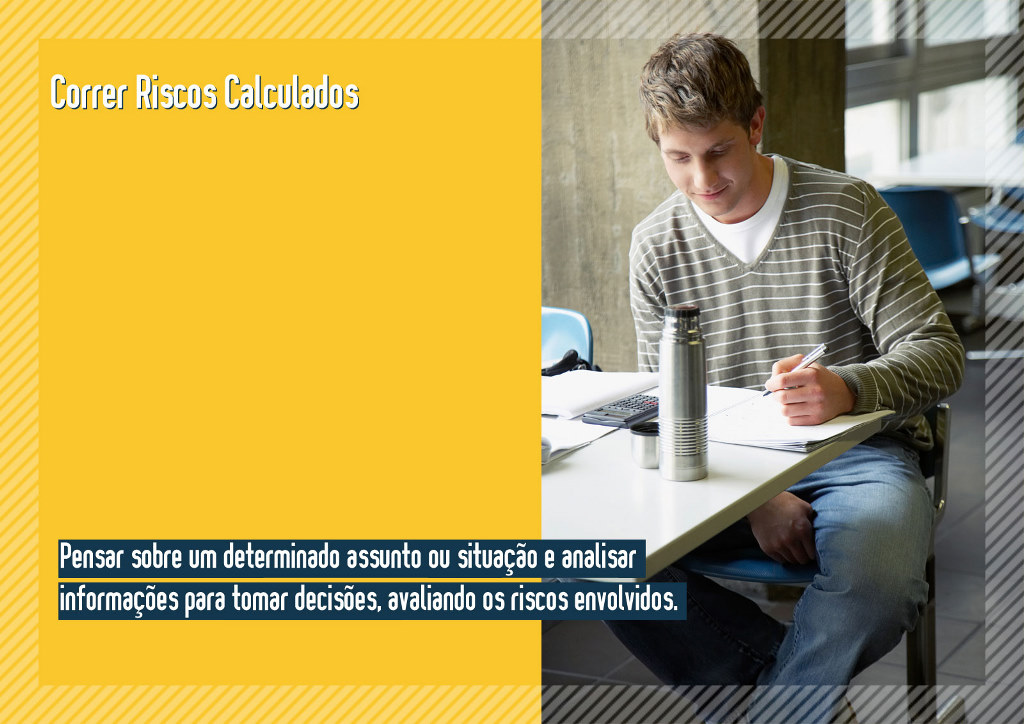 Correr Riscos Calculados
Pensar sobre um determinado assunto ou situação e analisar
informações para tomar decisões, avaliando os riscos envolvidos.